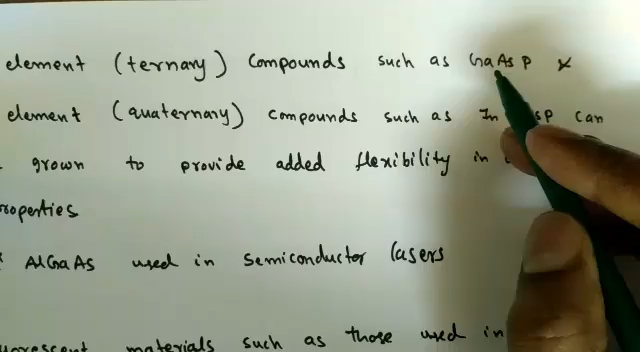 element (ternary) compounds such as GaAsP &
element (quaternary) compounds such as In sP can
grown to provide added flexibility in
properties
AlGaAs used in semiconductor lasers
materials such as those used in